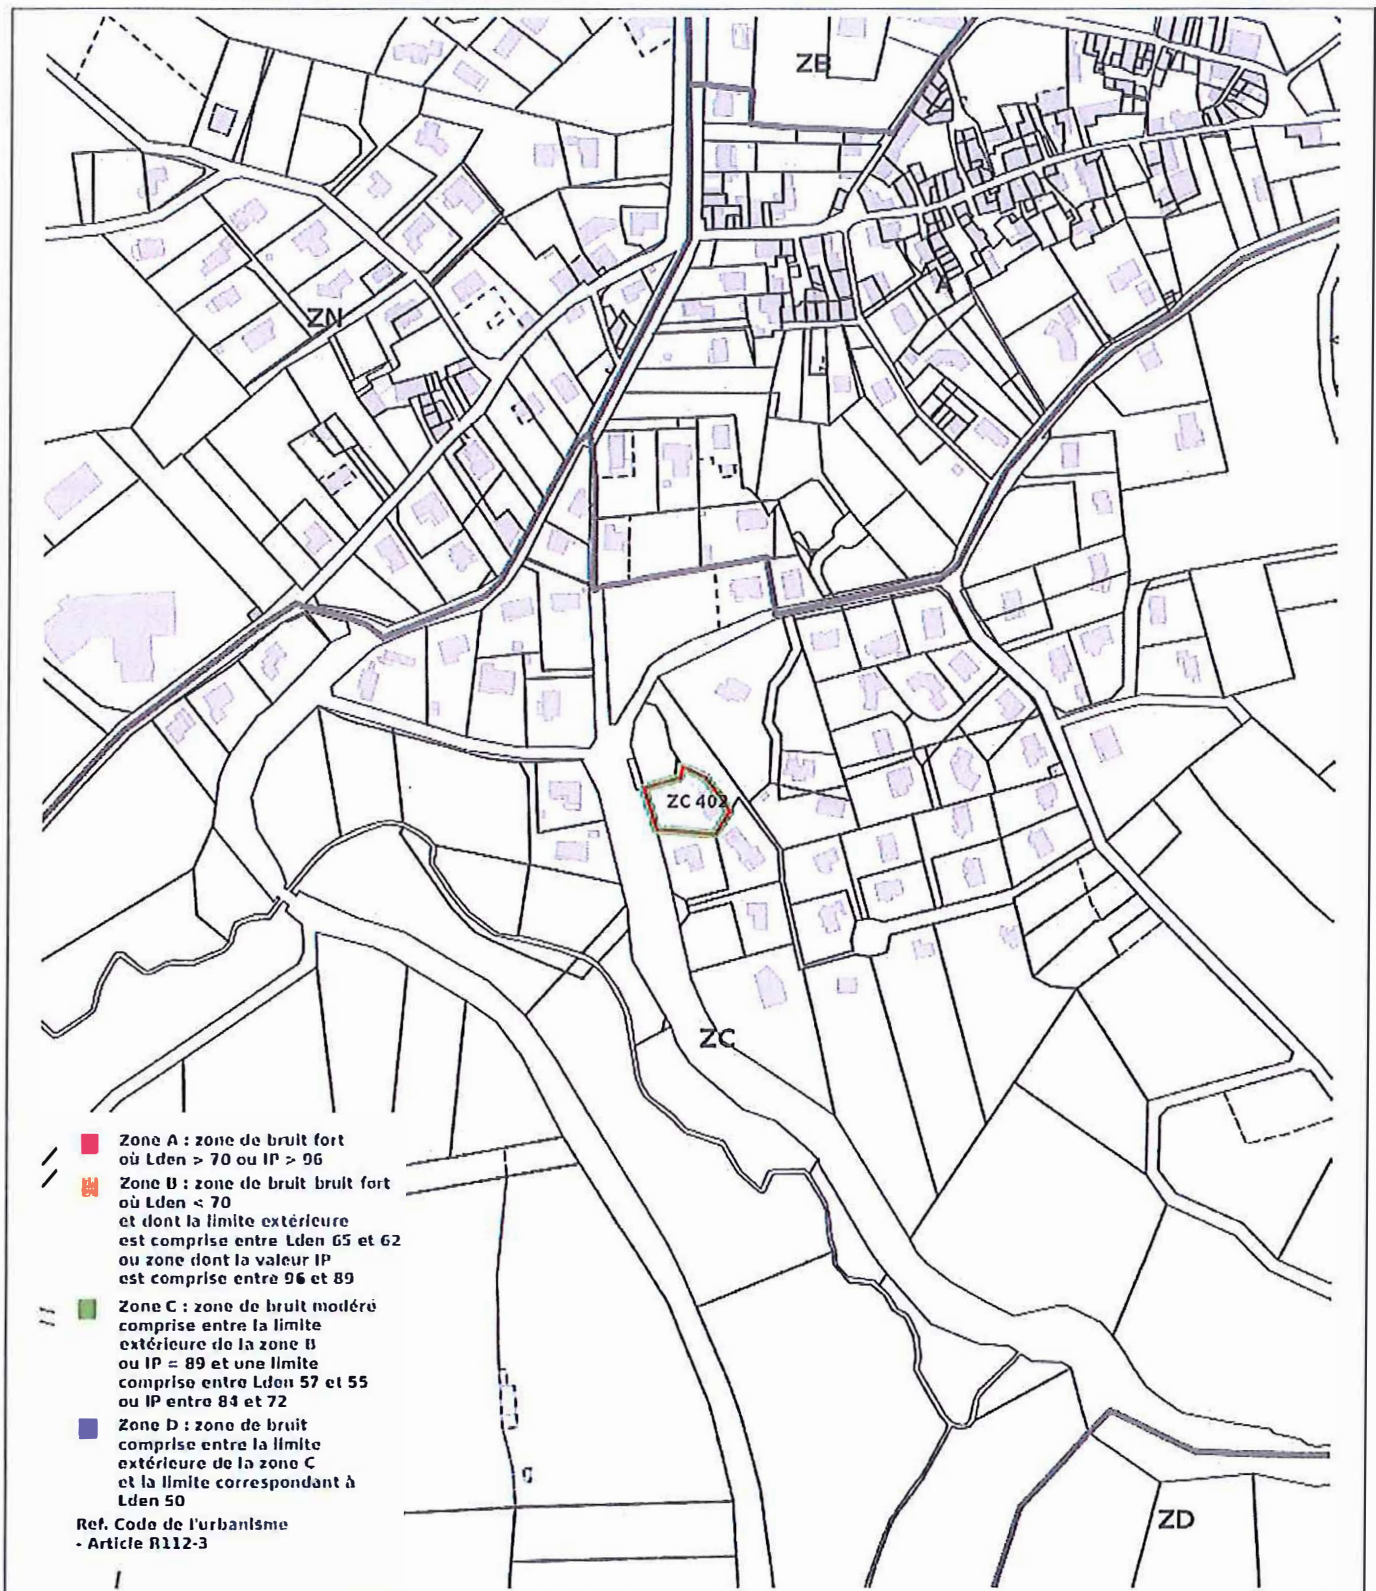 ZB
A
ZN
ZC 402
ZC
Zone A : zone de bruit fort
où Lden > 70 ou IP > 96
Zone B : zone de bruit bruit fort
où Lden < 70
et dont la limite extérieure
est comprise entre Lden 65 et 62
ou zone dont la valeur IP
est comprise entre 96 et 89
Zone C : zone de bruit modéré
comprise entre la limite
extérieure de la zone B
ou IP = 89 et une limite
comprise entre Lden 57 et 55
ou IP entre 84 et 72
Zone D : zone de bruit
comprise entre la limite
extérieure de la zone C
et la limite correspondant à
Lden 50
Ref. Code de l'urbanisme
- Article R112-3
ZD